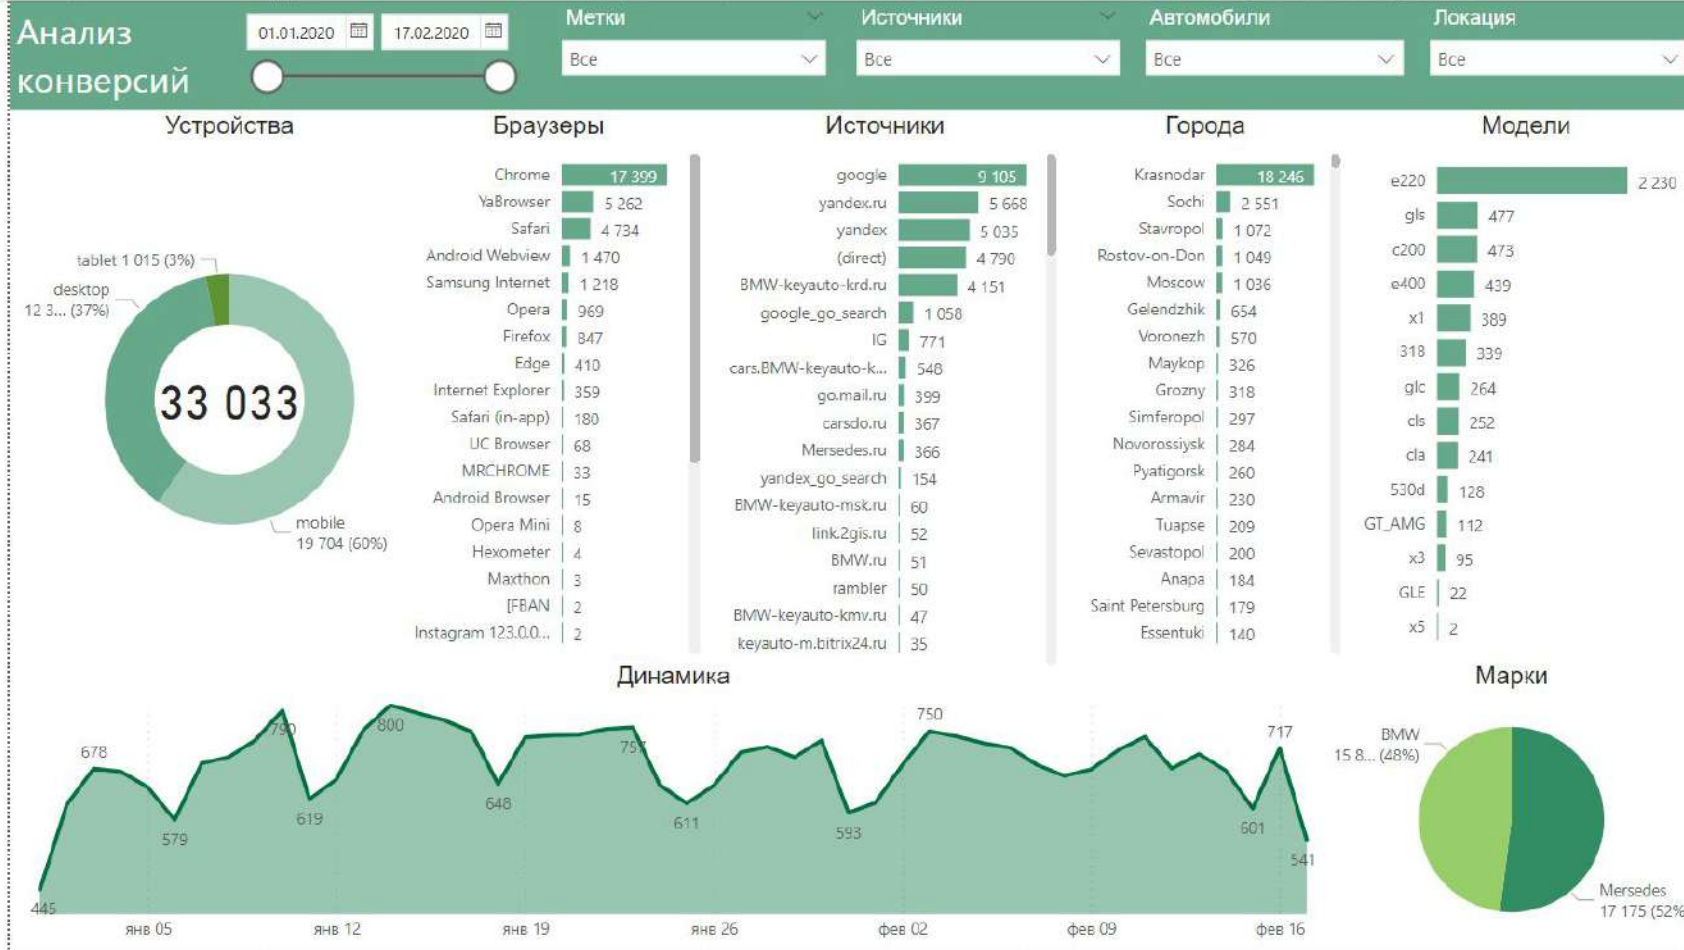 Анализ
конверсий
01.01.2020
17.02.2020
Метки
Все
Источники
Все
Автомобили
Все
Локация
Все
Устройства
tablet 1 015 (3%)
desktop
12 3... (37%)
33 033
mobile
19 704 (60%)
Браузеры
Chrome 17 399
YaBrowser 5 262
Safari 4 734
Android Webview 1 470
Samsung Internet 1 218
Opera 969
Firefox 847
Edge 410
Internet Explorer 359
Safari (in-app) 180
UC Browser 68
MRCHROME 33
Android Browser 15
Opera Mini 8
Hexometer 4
Maxthon 3
[FBAN 2
Instagram 123.0.0... 2
Источники
google 9 105
yandex.ru 5 668
yandex 5 035
(direct) 4 790
BMW-keyauto-krd.ru 4 151
google_go_search 1 058
IG 771
cars.BMW-keyauto-k... 548
go.mail.ru 399
carsdo.ru 367
Mersedes.ru 366
yandex_go_search 154
BMW-keyauto-msk.ru 60
link.2gis.ru 52
BMW.ru 51
rambler 50
BMW-keyauto-kmv.ru 47
keyauto-m.bitrix24.ru 35
Города
Krasnodar 18 246
Sochi 2 551
Stavropol 1 072
Rostov-on-Don 1 049
Moscow 1 036
Gelendzhik 654
Voronezh 570
Maykop 326
Grozny 318
Simferopol 297
Novorossiysk 284
Pyatigorsk 260
Armavir 230
Tuapse 209
Sevastopol 200
Anapa 184
Saint Petersburg 179
Essentuki 140
Модели
e220 2 230
gls 477
c200 473
e400 439
x1 389
318 339
glc 264
cls 252
cla 241
530d 128
GT_AMG 112
x3 95
GLE 22
x5 2
Динамика
445
678
579
790
619
800
648
757
611
593
750
601
717
541
янв 05
янв 12
янв 19
янв 26
фев 02
фев 09
фев 16
Марки
BMW
15 8... (48%)
Mersedes
17 175 (52%